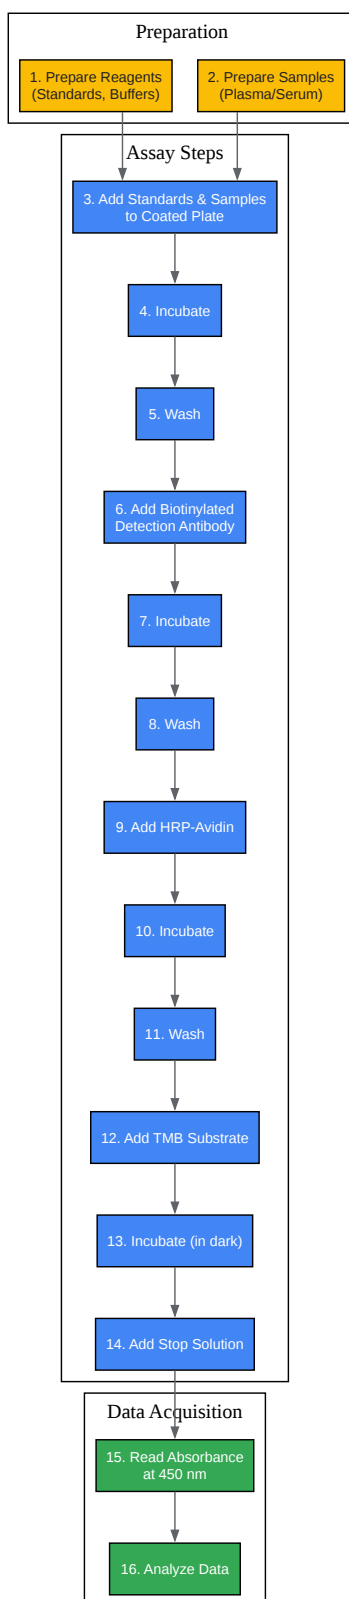 Preparation
1. Prepare Reagents
(Standards, Buffers)
2. Prepare Samples
(Plasma/Serum)
Assay Steps
3. Add Standards & Samples
to Coated Plate
4. Incubate
5. Wash
6. Add Biotinylated
Detection Antibody
7. Incubate
8. Wash
9. Add HRP-Avidin
10. Incubate
11. Wash
12. Add TMB Substrate
13. Incubate (in dark)
14. Add Stop Solution
Data Acquisition
15. Read Absorbance
at 450 nm
16. Analyze Data